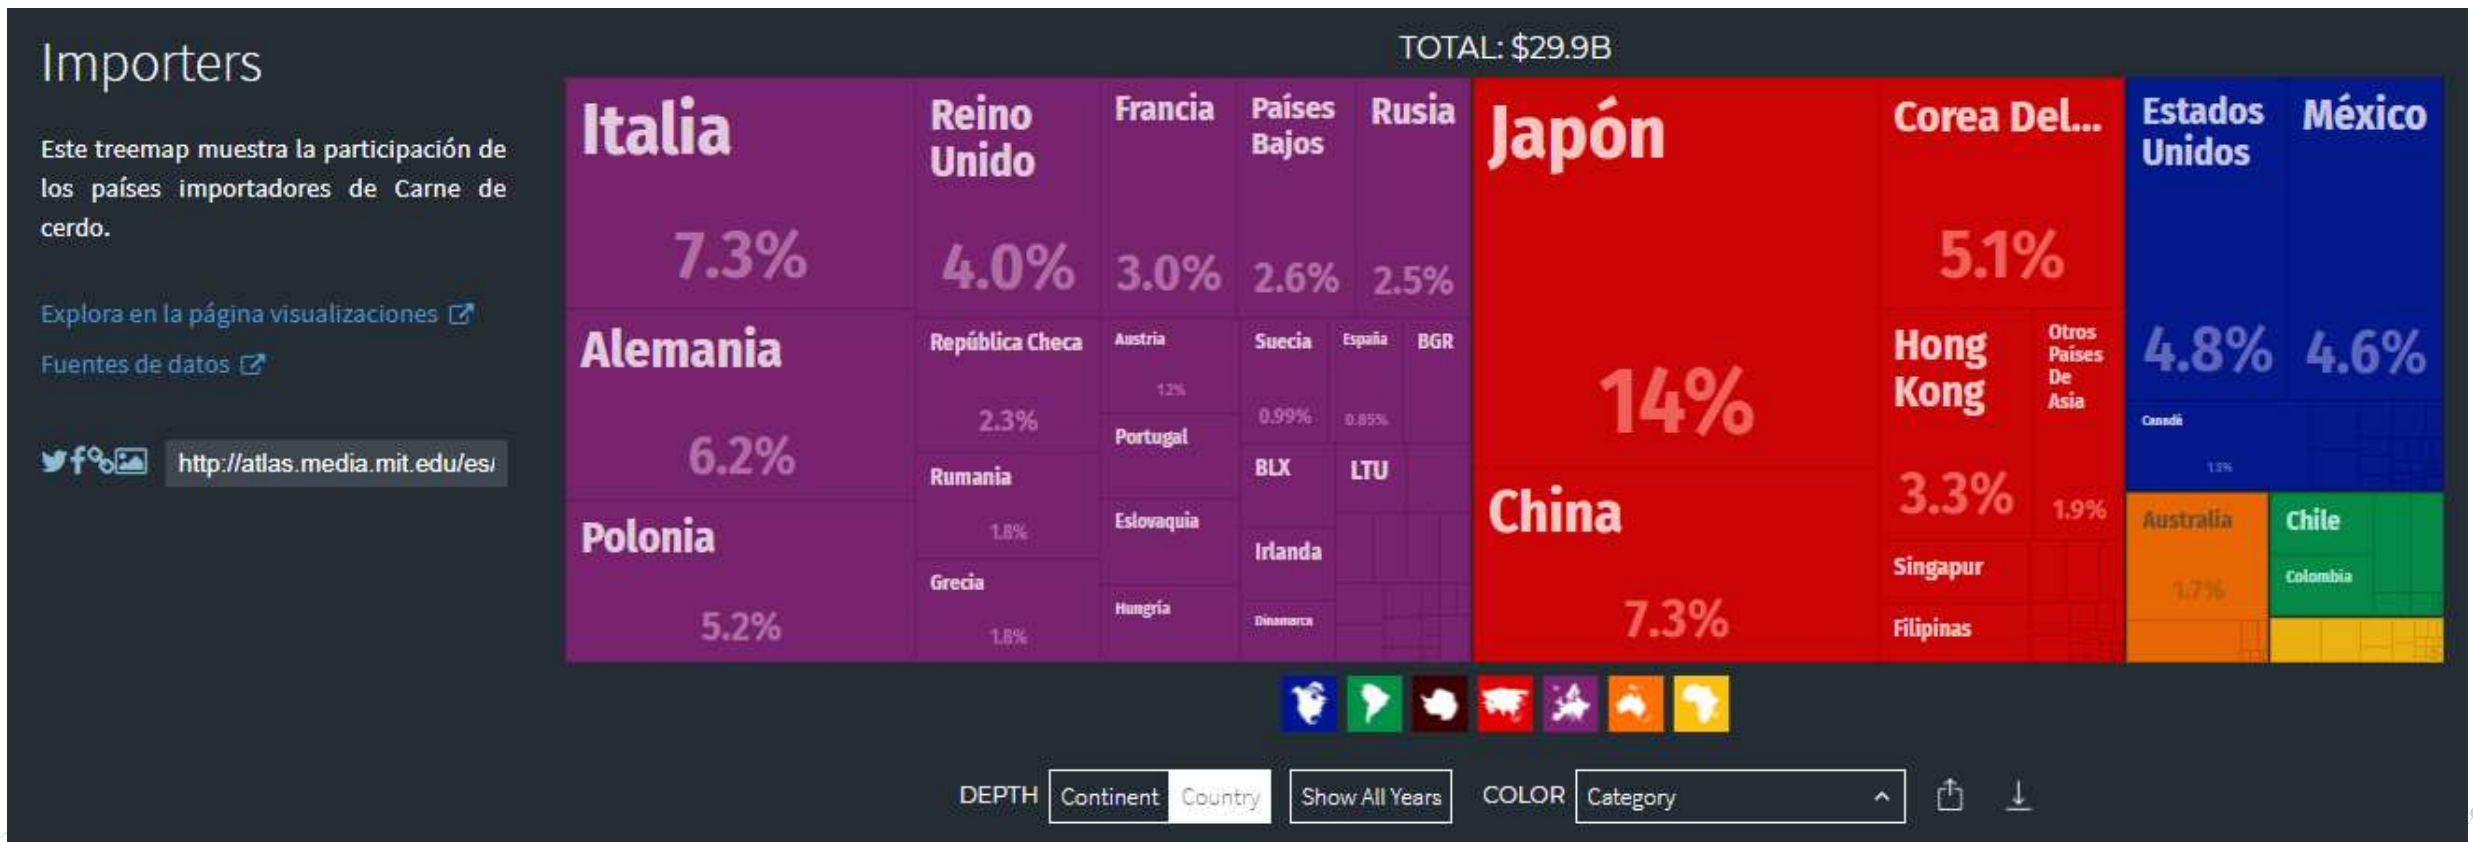 Importers
Este treemap muestra la participación de
los países importadores de Carne de
cerdo.
Explora en la página visualizaciones
Fuentes de datos
http://atlas.media.mit.edu/es/
TOTAL: $29.9B
Italia
7.3%
Alemania
6.2%
Polonia
5.2%
Reino
Unido
4.0%
República Checa
2.3%
Rumania
1.8%
Grecia
1.8%
Francia
3.0%
Austria
Portugal
Eslovaquia
Hungría
Países
Bajos
2.6%
Rusia
2.5%
Suecia
0.99%
España
0.85%
BGR
BLX
LTU
Irlanda
Dinamarca
Japón
14%
China
7.3%
Corea Del...
5.1%
Hong
Kong
3.3%
Otros
Países
De
Asia
1.9%
Singapur
Filipinas
Estados
Unidos
4.8%
México
4.6%
Canadá
Australia
1.7%
Chile
Colombia
DEPTH Continent Country Show All Years COLOR Category